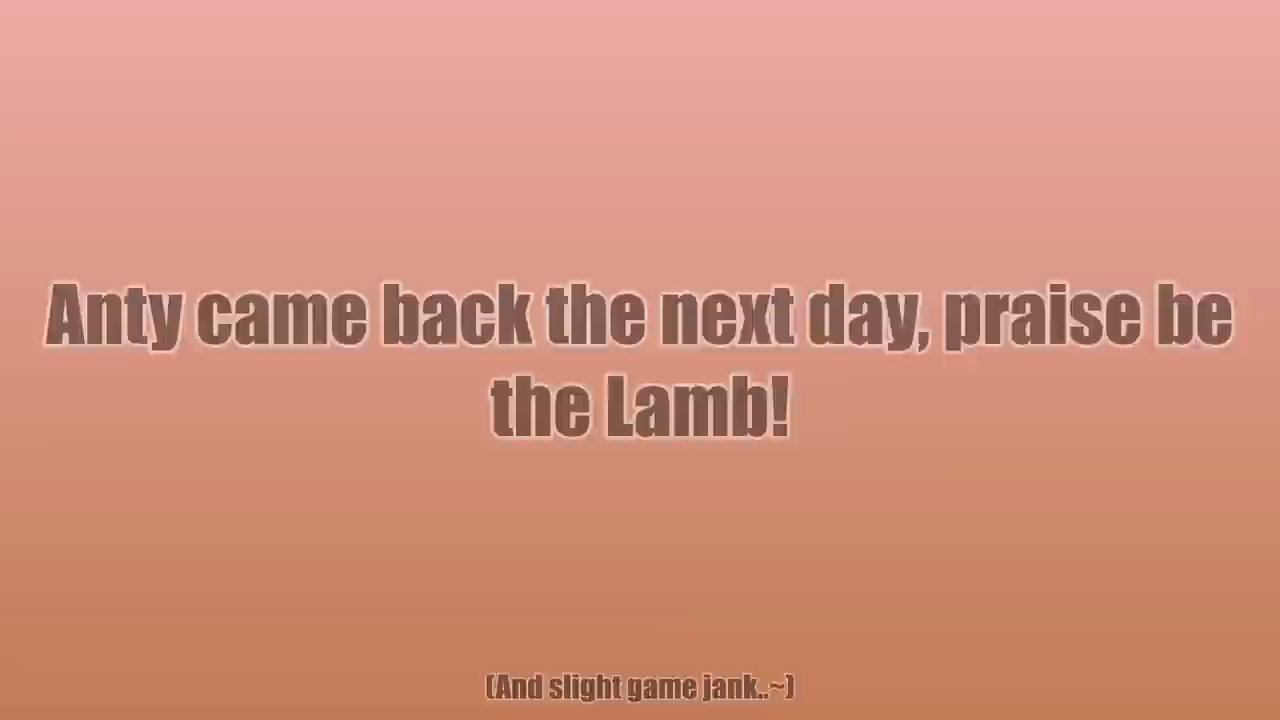 Anty came back the next day, praise be
the Lamb!
(And slight game jank..~)